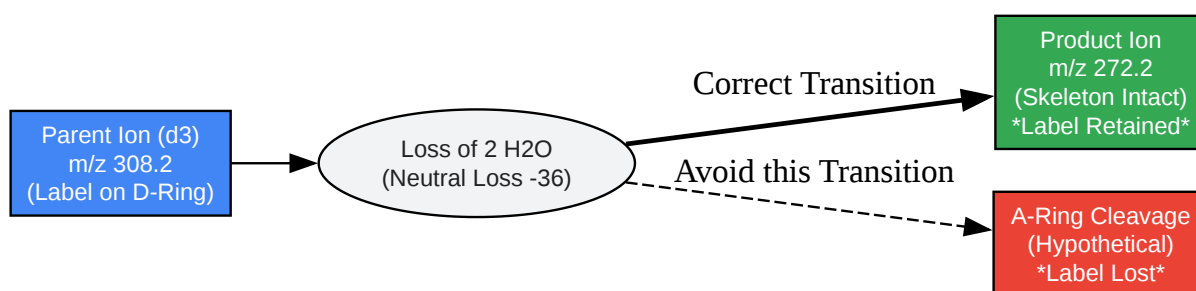 Parent Ion (d3)
m/z 308.2
(Label on D-Ring)
Loss of 2 H2O
(Neutral Loss -36)
Correct Transition
Avoid this Transition
Product Ion
m/z 272.2
(Skeleton Intact)
*Label Retained*
A-Ring Cleavage
(Hypothetical)
*Label Lost*